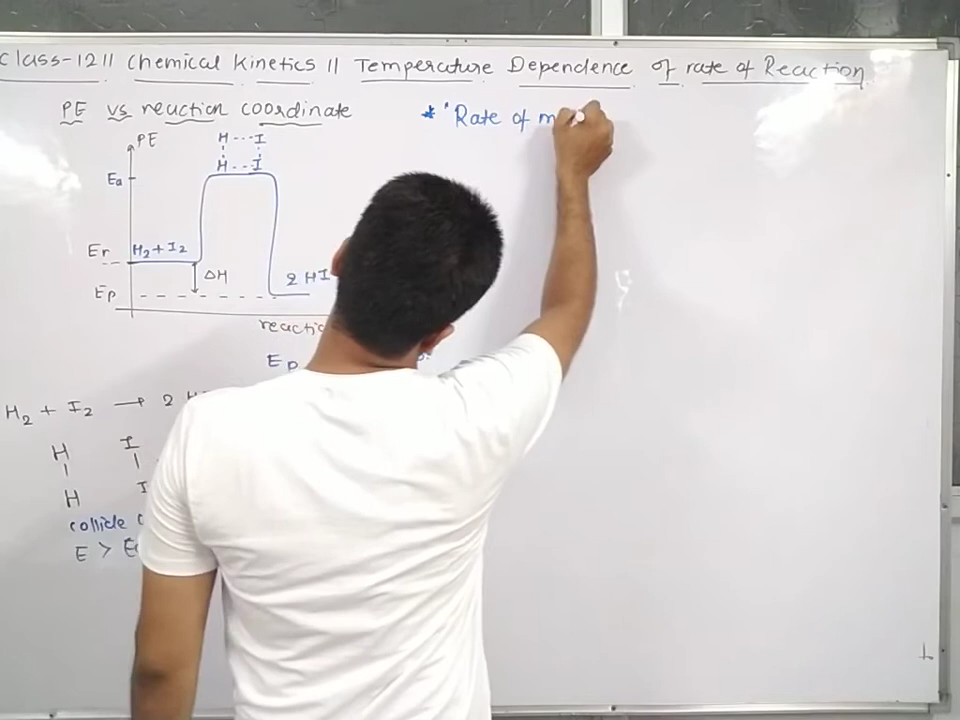 Class-12 || Chemical Kinetics || Temperature Dependence of rate of Reaction
PE vs reaction coordinate
PE
H---I
H---I
Ea
Er
H2 + I2
ΔH
2 HI
Ep
Ep
H2 + I2 → 2
H I
H I
collide
E >
* 'Rate of m